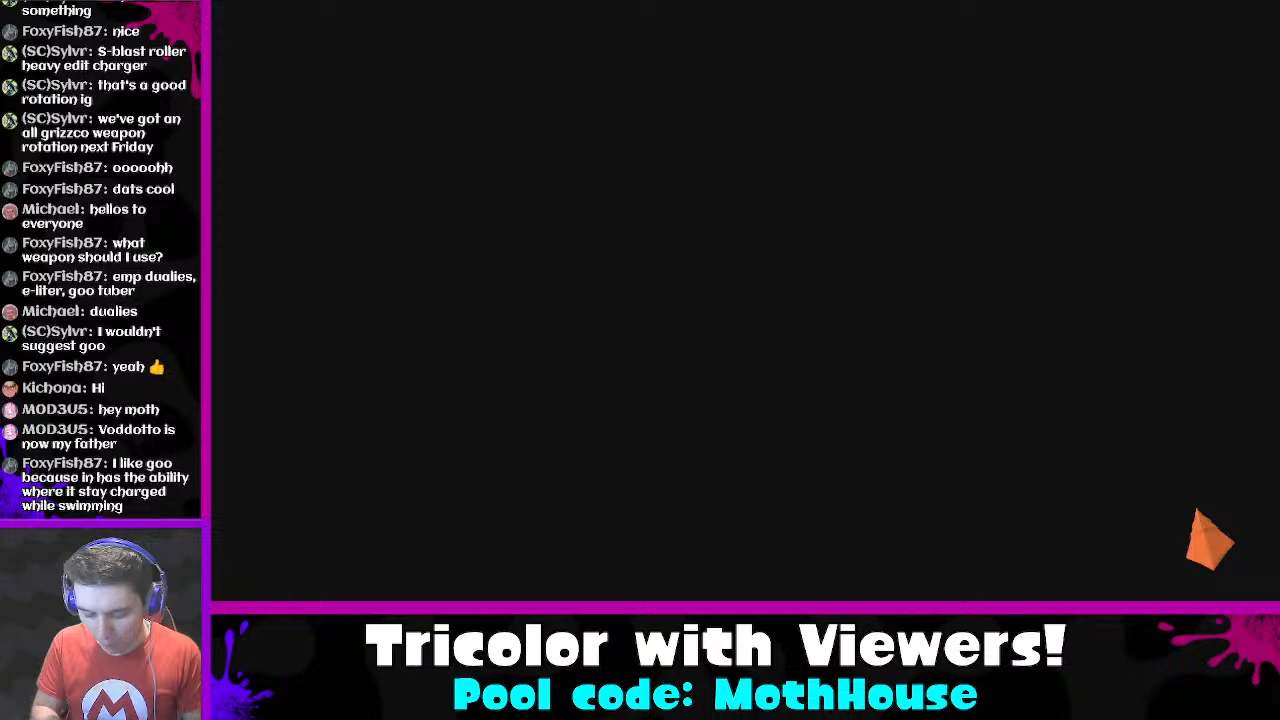 something
FoxyFish87: nice
(SC)Sylvr: S-blast roller
heavy edit charger
(SC)Sylvr: that's a good
rotation ig
(SC)Sylvr: we've got an
all grizzco weapon
rotation next Friday
FoxyFish87: ooooohh
FoxyFish87: dats cool
Michael: hellos to
everyone
FoxyFish87: what
weapon should I use?
FoxyFish87: emp dualies,
e-liter, goo tuber
Michael: dualies
(SC)Sylvr: I wouldn't
suggest goo
FoxyFish87: yeah 👍
Kichona: Hi
M0D3U5: hey moth
M0D3U5: Voddotto is
now my father
FoxyFish87: I like goo
because in has the ability
where it stay charged
while swimming
M
Tricolor with Viewers!
Pool code: MothHouse